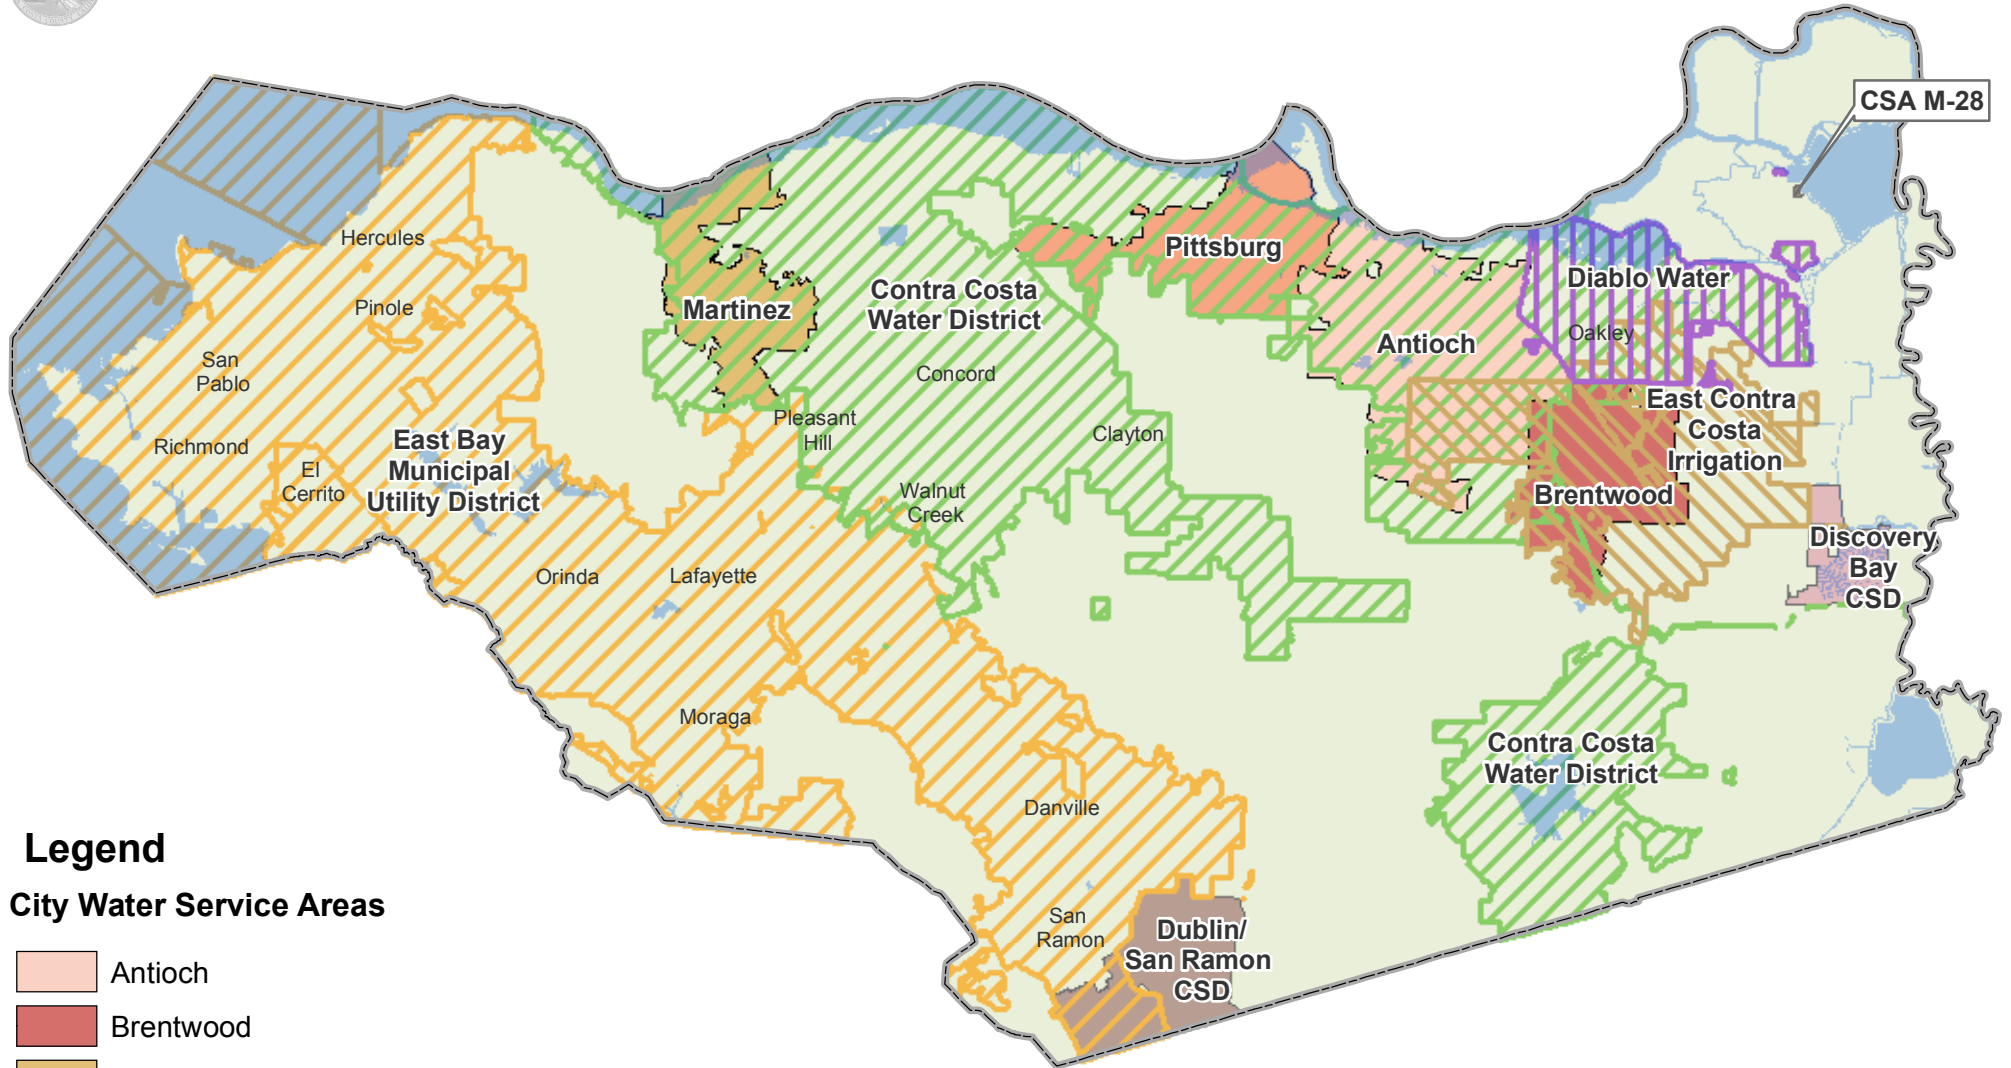 CSA M-28
Hercules
Pittsburg
Diablo Water
Contra Costa
Water District
Pinole
Martinez
Oakley
Antioch
San
Pablo
Concord
East Contra
Costa
Irrigation
Pleasant
Hill
Clayton
Richmond
East Bay
Municipal
Utility District
El
Cerrito
Walnut
Creek
Brentwood
Discovery
Bay
CSD
Orinda
Lafayette
Moraga
Contra Costa
Water District
Danville
San
Ramon
Dublin/
San Ramon
CSD
Legend
City Water Service Areas
Antioch
Brentwood